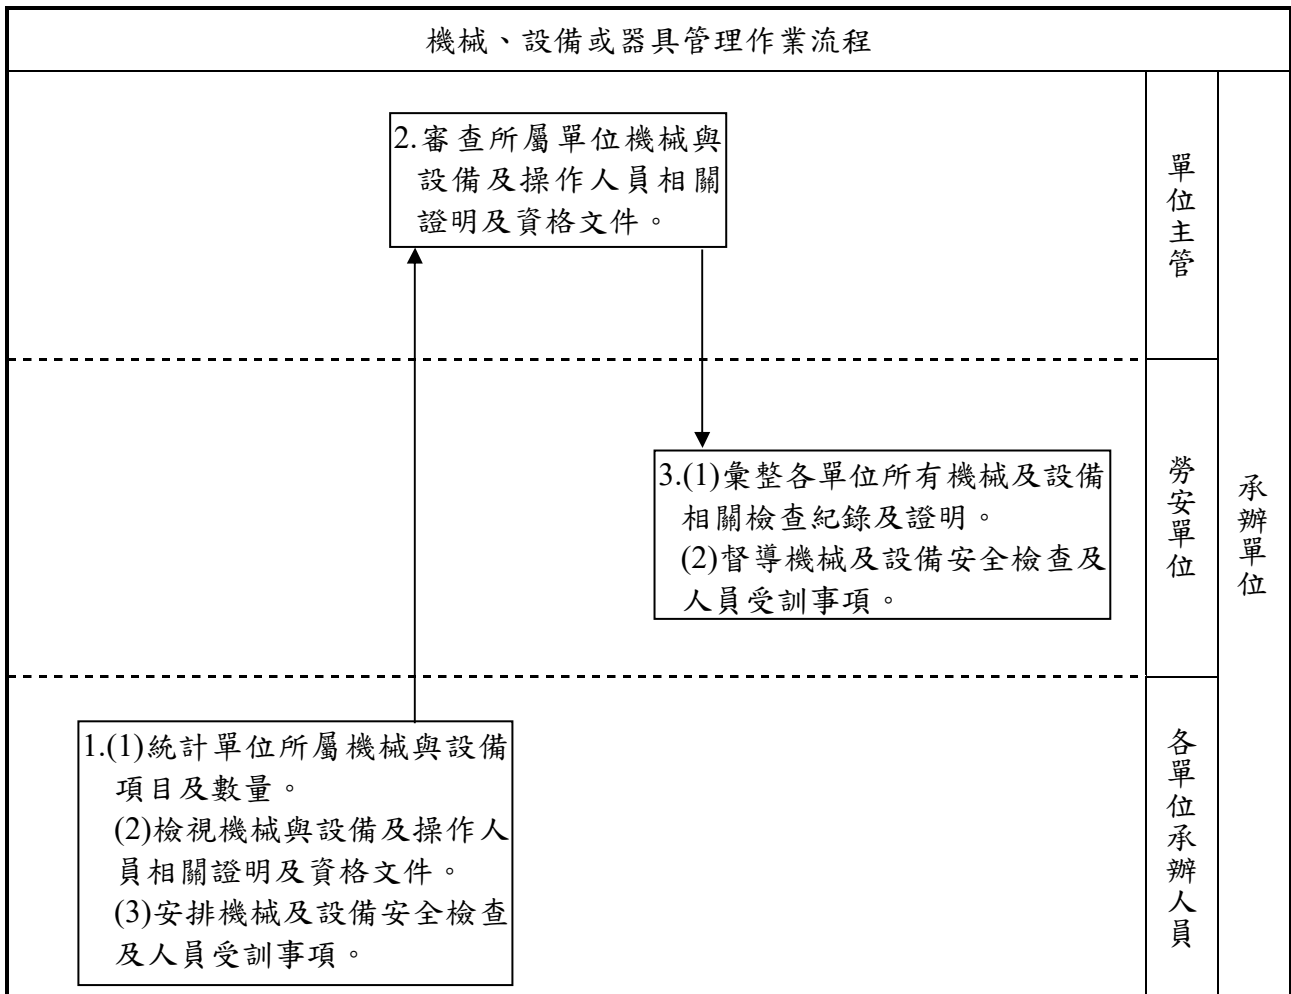 機械、設備或器具管理作業流程
2.審查所屬單位機械與
設備及操作人員相關
證明及資格文件。
單位主管
3.(1)彙整各單位所有機械及設備
相關檢查紀錄及證明。
(2)督導機械及設備安全檢查及
人員受訓事項。
勞安單位
承辦單位
1.(1)統計單位所屬機械與設備
項目及數量。
(2)檢視機械與設備及操作人
員相關證明及資格文件。
(3)安排機械及設備安全檢查
及人員受訓事項。
各單位承辦人員